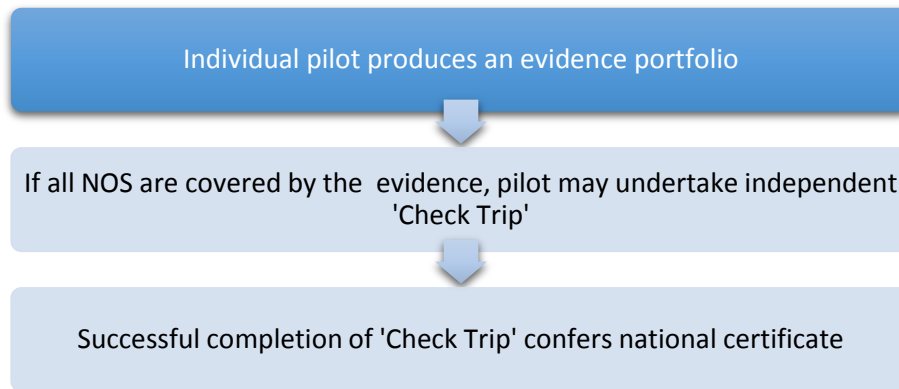 Individual pilot produces an evidence portfolio
If all NOS are covered by the  evidence, pilot may undertake independent
'Check Trip'
Successful completion of 'Check Trip' confers national certificate